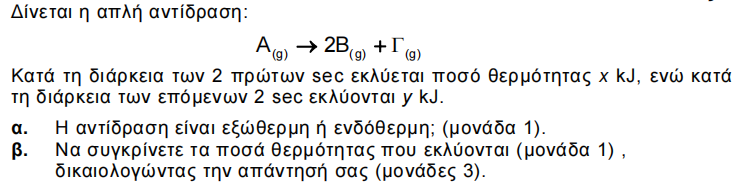 Δίνεται η απλή αντίδραση:
A(g) → 2B(g) + Γ(g)
Κατά τη διάρκεια των 2 πρώτων sec εκλύεται ποσό θερμότητας x kJ, ενώ κατά
τη διάρκεια των επόμενων 2 sec εκλύονται y kJ.
α. Η αντίδραση είναι εξώθερμη ή ενδόθερμη; (μονάδα 1).
β. Να συγκρίνετε τα ποσά θερμότητας που εκλύονται (μονάδα 1) ,
δικαιολογώντας την απάντησή σας (μονάδες 3).